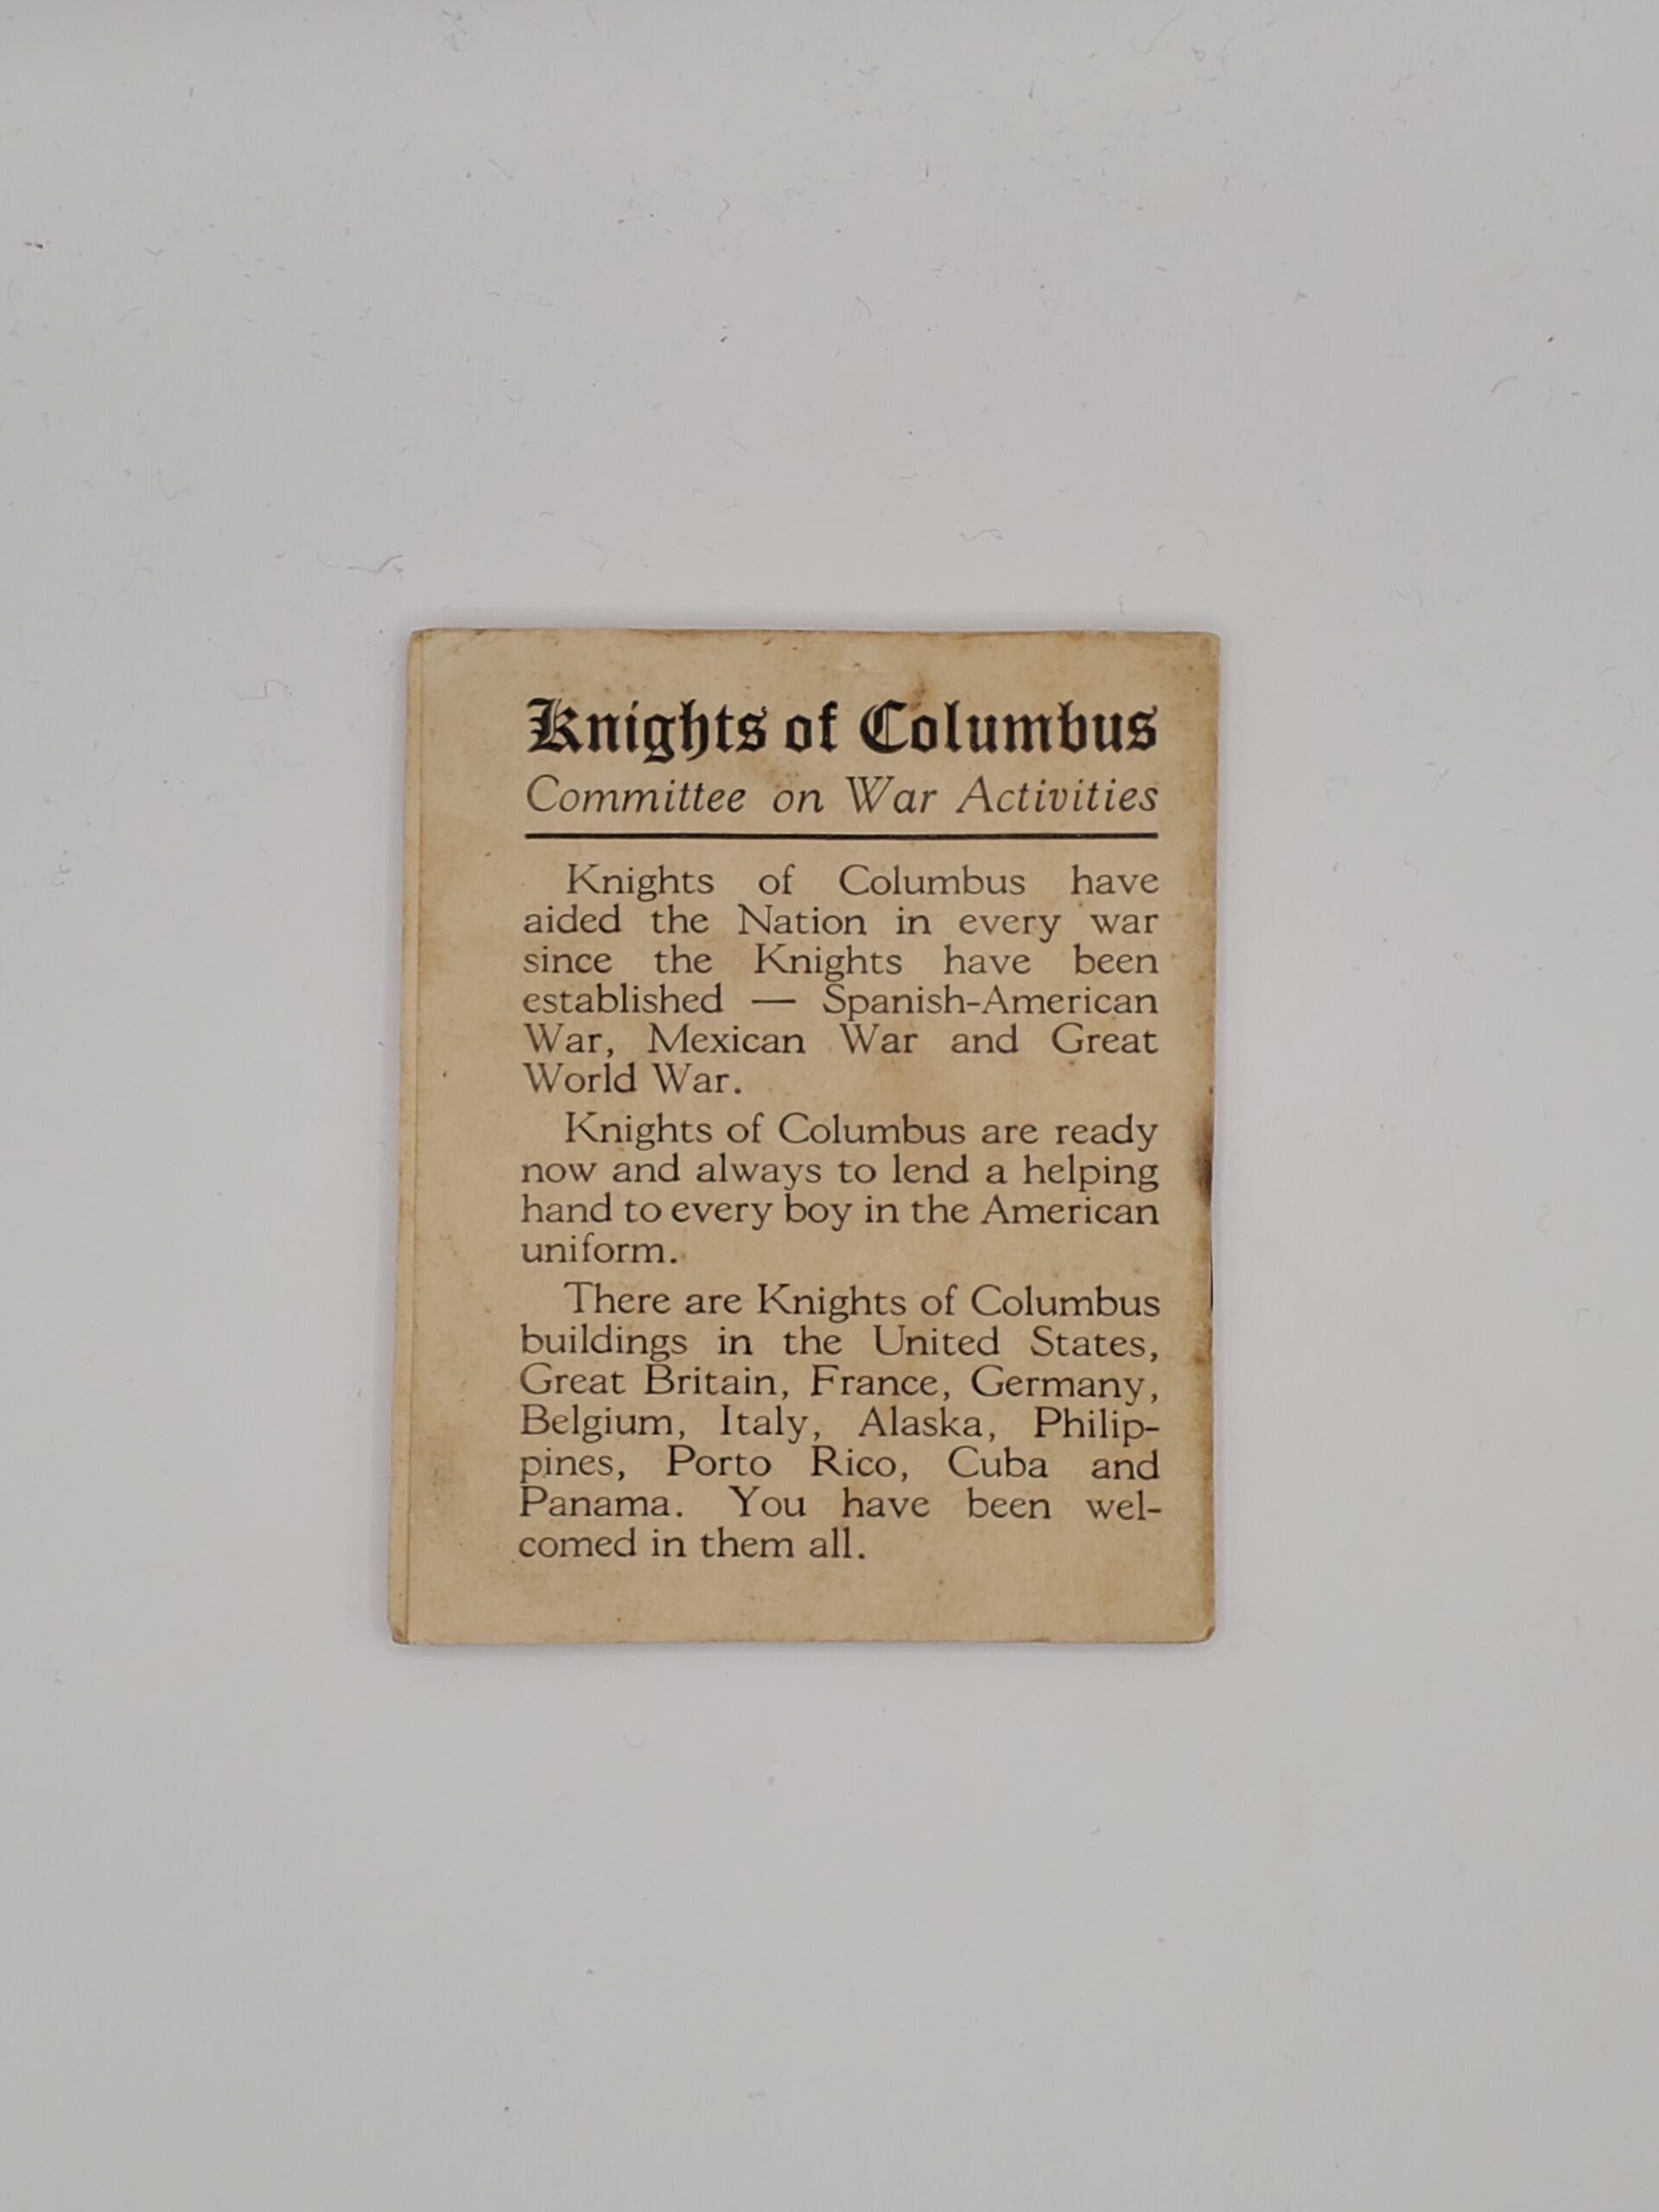 Knights of Columbus
Committee on War Activities
Knights of Columbus have
aided the Nation in every war
since the Knights have been
established — Spanish-American
War, Mexican War and Great
World War.
Knights of Columbus are ready
now and always to lend a helping
hand to every boy in the American
uniform.
There are Knights of Columbus
buildings in the United States,
Great Britain, France, Germany,
Belgium, Italy, Alaska, Philip-
pines, Porto Rico, Cuba and
Panama. You have been wel-
comed in them all.